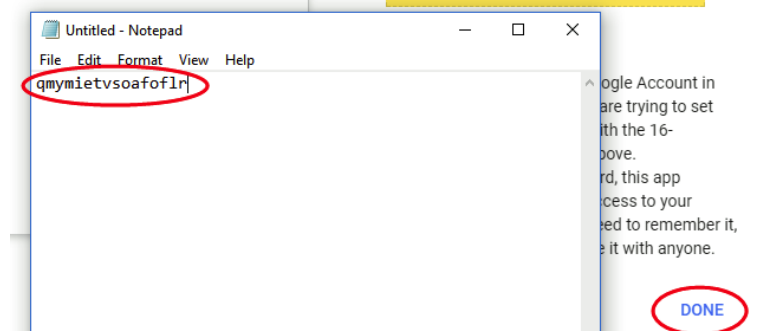 Untitled - Notepad
File Edit Format View Help
qmymietvsoafoflr
ogle Account in
are trying to set
ith the 16-
bove.
rd, this app
ccess to your
eed to remember it,
e it with anyone.
DONE